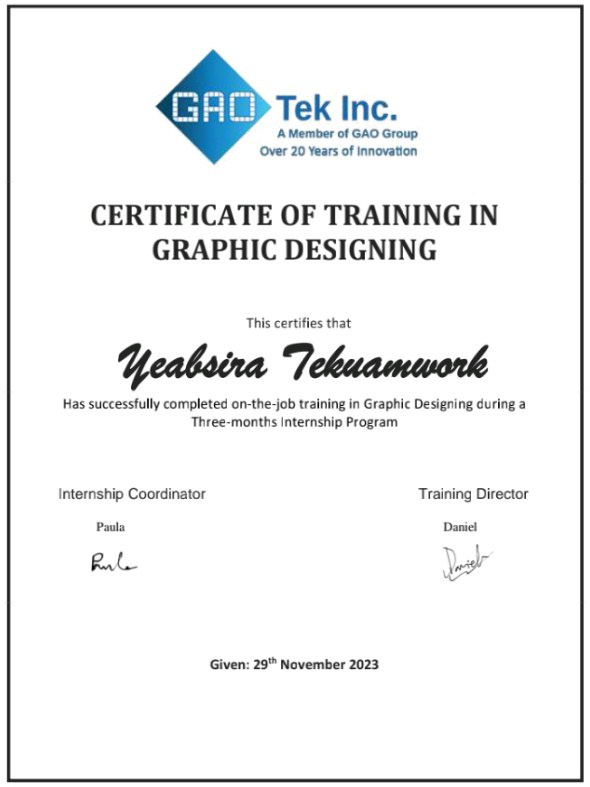 GAO Tek Inc.
A Member of GAO Group
Over 20 Years of Innovation
CERTIFICATE OF TRAINING IN
GRAPHIC DESIGNING
This certifies that
Yeabsira Tekuamwork
Has successfully completed on-the-job training in Graphic Designing during a
Three-months Internship Program
Internship Coordinator
Training Director
Paula
Daniel
Paula
Daniel
Given: 29th November 2023